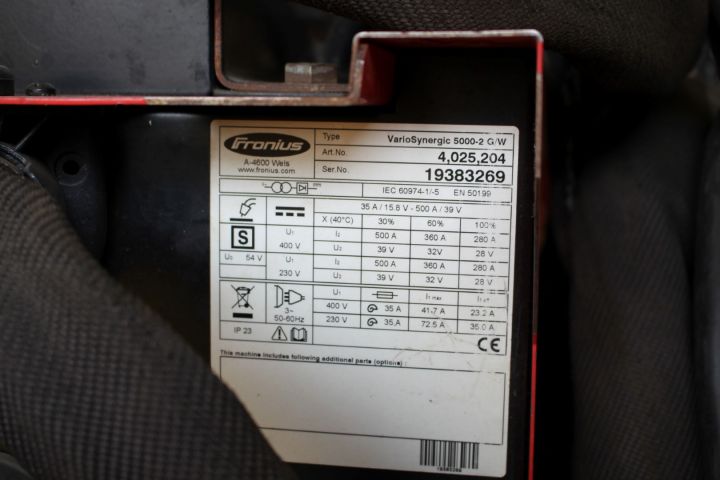 Fronius
A-4600 Wels
www.fronius.com
Type VarioSynergic 5000-2 G/W
Art.No. 4,025,204
Ser.No. 19383269
IEC 60974-1/-5 EN 50199
35 A / 15.8 V - 500 A / 39 V
X (40°C) 30% 60% 100%
S
U₀ 54 V
U₁ 400 V I₂ 500 A 360 A 280 A
U₂ 39 V 32V 28 V
U₁ 230 V I₂ 500 A 360 A 280 A
U₂ 39 V 32 V 28 V
3~
50-60Hz
U₁ I₁ max I₁ eff
400 V 35 A 41.7 A 23.2 A
230 V 35 A 72.5 A 35.0 A
IP 23
CE
This machine includes following additional parts (options) :